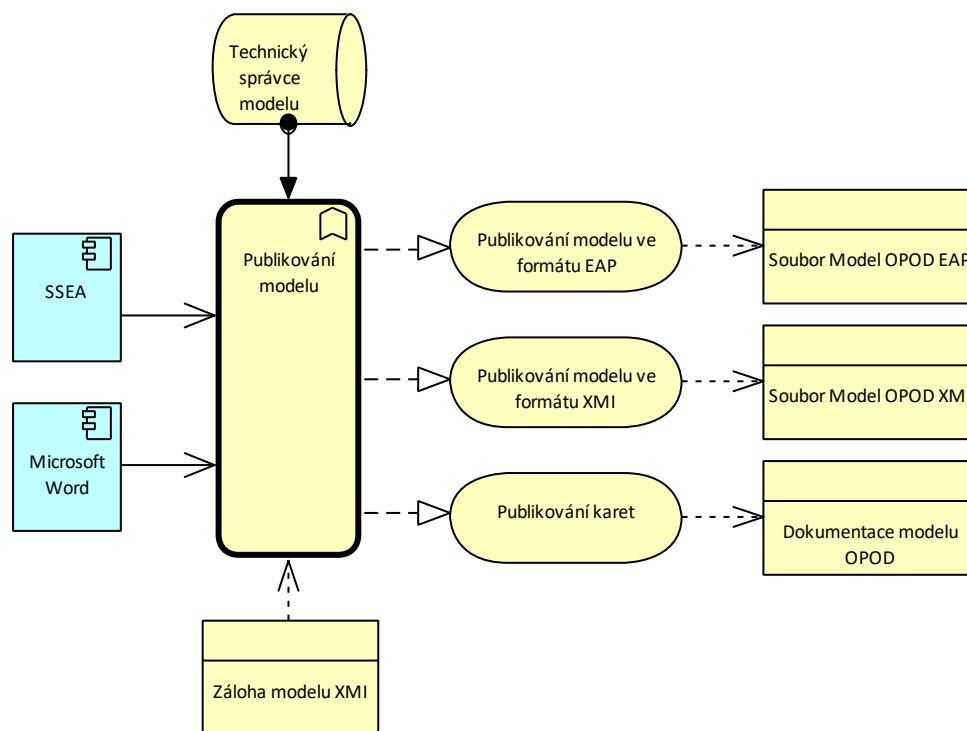 Technický
správce
modelu
Publikování
modelu
SSEA
Microsoft
Word
Publikování modelu ve
formátu EAP
Soubor Model OPOD EAP
Publikování modelu ve
formátu XMI
Soubor Model OPOD XM
Publikování karet
Dokumentace modelu
OPOD
Záloha modelu XMI